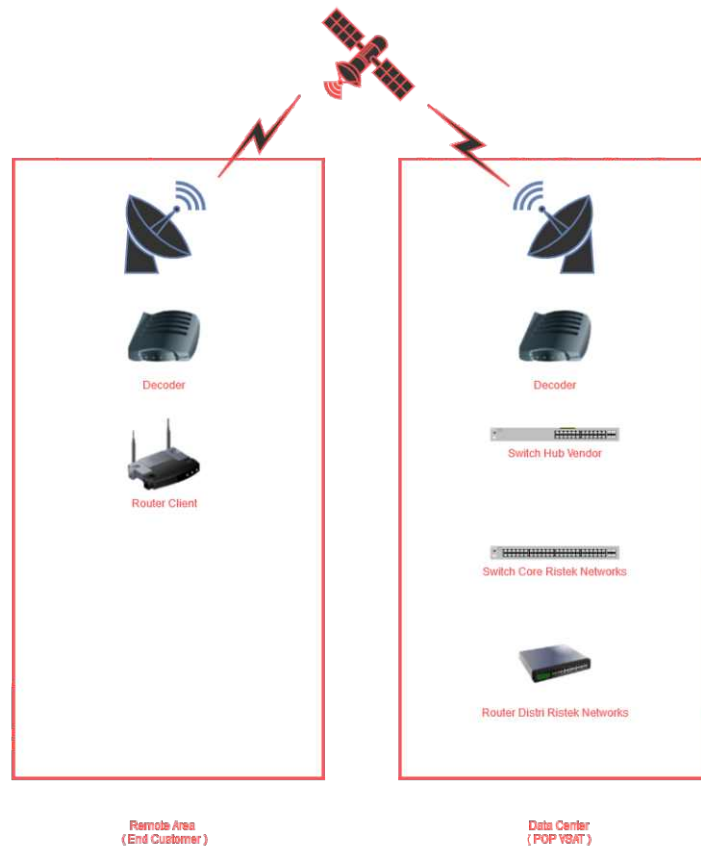 Decoder
Decoder
Switch Hub Vendor
Router Client
Switch Core Ristek Networks
Router Distri Ristek Networks
Remote Area
( End Customer )
Data Center
( POP VSAT )